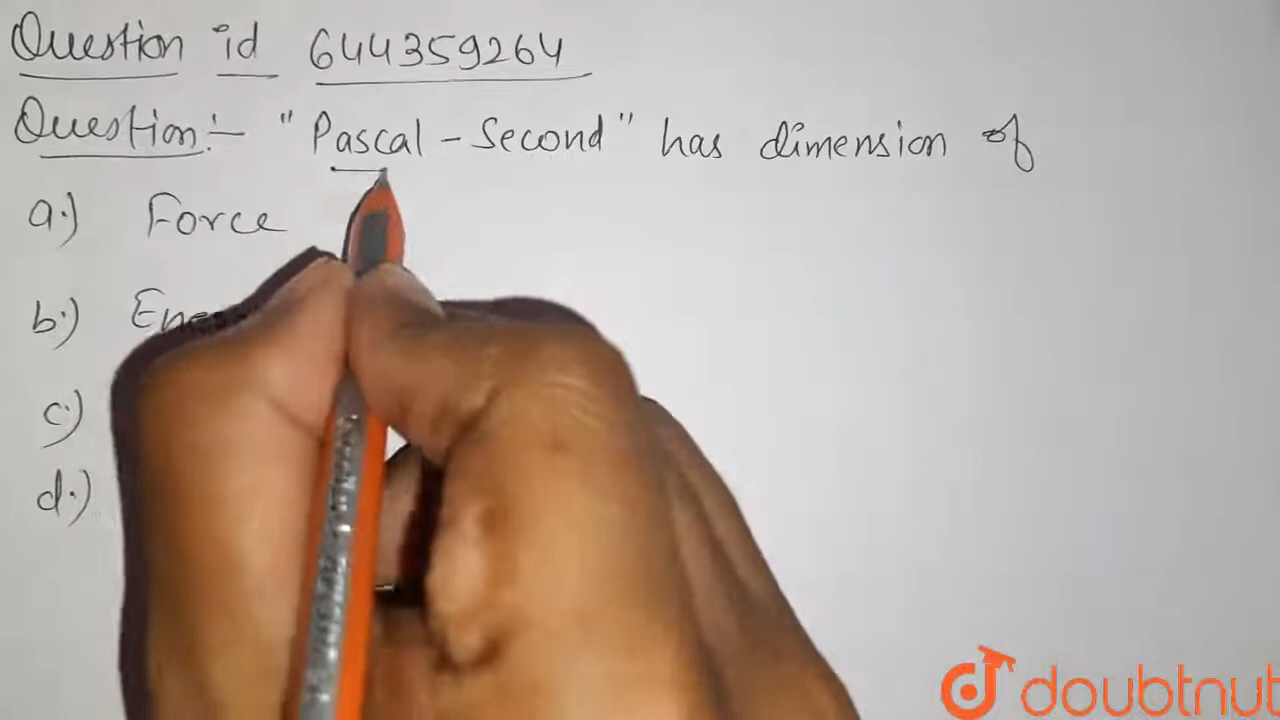 Question id 644359264
Question:- "Pascal - Second" has dimension of
a.) Force
b.)
c.)
d.)
doubtnut